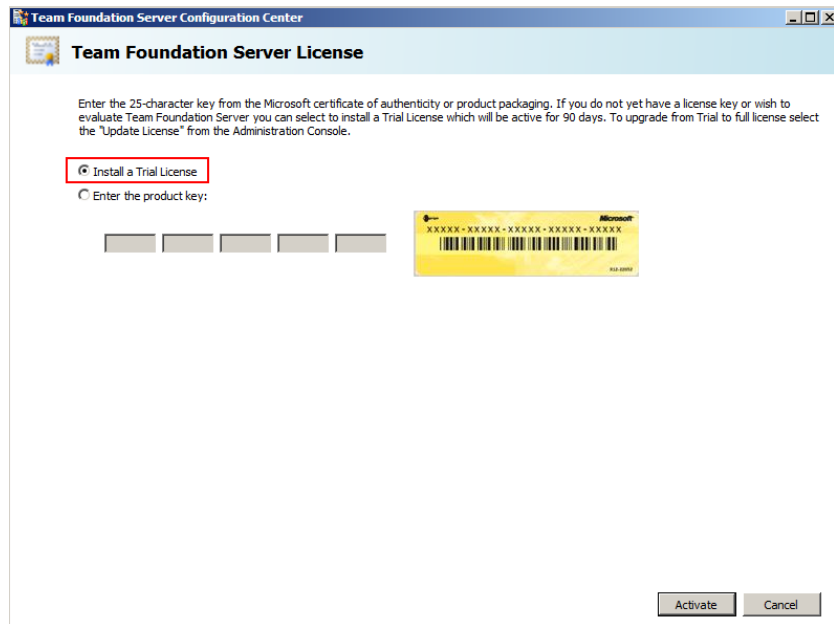 Team Foundation Server Configuration Center
Team Foundation Server License
Enter the 25-character key from the Microsoft certificate of authenticity or product packaging. If you do not yet have a license key or wish to
evaluate Team Foundation Server you can select to install a Trial License which will be active for 90 days. To upgrade from Trial to full license select
the "Update License" from the Administration Console.
Install a Trial License
Enter the product key:
Microsoft
XXXXX-XXXXX-XXXXX-XXXXX-XXXXX
Activate Cancel